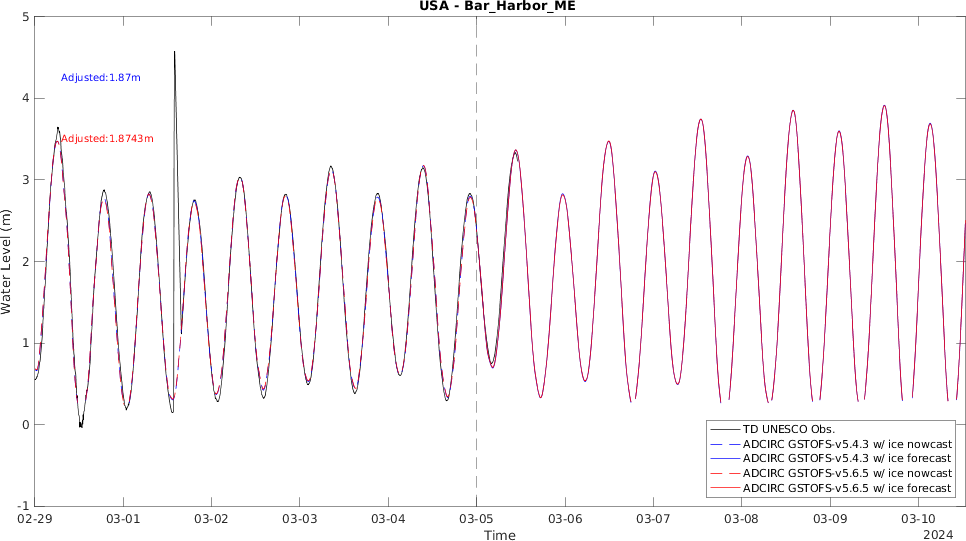 USA - Bar_Harbor_ME
5
Adjusted:1.87m
4
Adjusted:1.8743m
3
Water Level (m)
2
1
0
TD UNESCO Obs.
ADCIRC GSTOFS-v5.4.3 w/ ice nowcast
ADCIRC GSTOFS-v5.4.3 w/ ice forecast
ADCIRC GSTOFS-v5.6.5 w/ ice nowcast
ADCIRC GSTOFS-v5.6.5 w/ ice forecast
-1
02-29 03-01 03-02 03-03 03-04 03-05 03-06 03-07 03-08 03-09 03-10
Time
2024